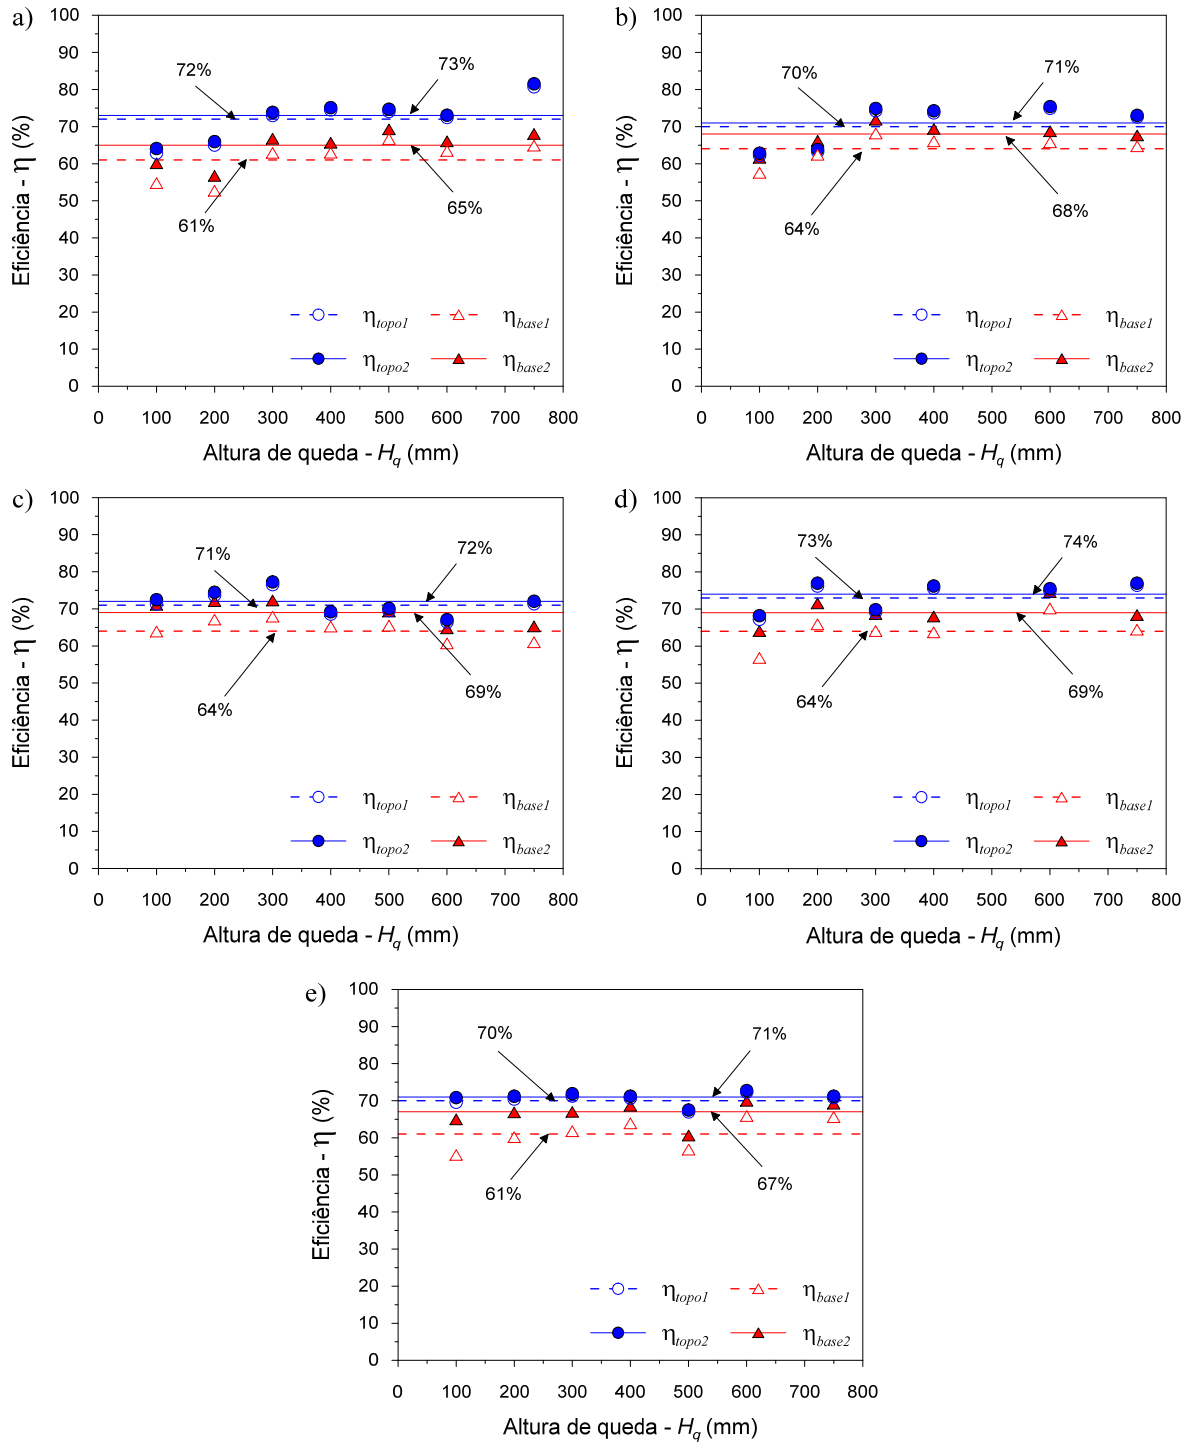 a)
100
90
80
70
60
50
40
30
20
10
0
Eficiência - η (%)
72%
73%
61%
65%
ηtopo1
ηbase1
ηtopo2
ηbase2
0 100 200 300 400 500 600 700 800
Altura de queda - Hq (mm)
b)
100
90
80
70
60
50
40
30
20
10
0
Eficiência - η (%)
70%
71%
64%
68%
ηtopo1
ηbase1
ηtopo2
ηbase2
0 100 200 300 400 500 600 700 800
Altura de queda - Hq (mm)
c)
100
90
80
70
60
50
40
30
20
10
0
Eficiência - η (%)
71%
72%
64%
69%
ηtopo1
ηbase1
ηtopo2
ηbase2
0 100 200 300 400 500 600 700 800
Altura de queda - Hq (mm)
d)
100
90
80
70
60
50
40
30
20
10
0
Eficiência - η (%)
73%
74%
64%
69%
ηtopo1
ηbase1
ηtopo2
ηbase2
0 100 200 300 400 500 600 700 800
Altura de queda - Hq (mm)
e)
100
90
80
70
60
50
40
30
20
10
0
Eficiência - η (%)
70%
71%
61%
67%
ηtopo1
ηbase1
ηtopo2
ηbase2
0 100 200 300 400 500 600 700 800
Altura de queda - Hq (mm)